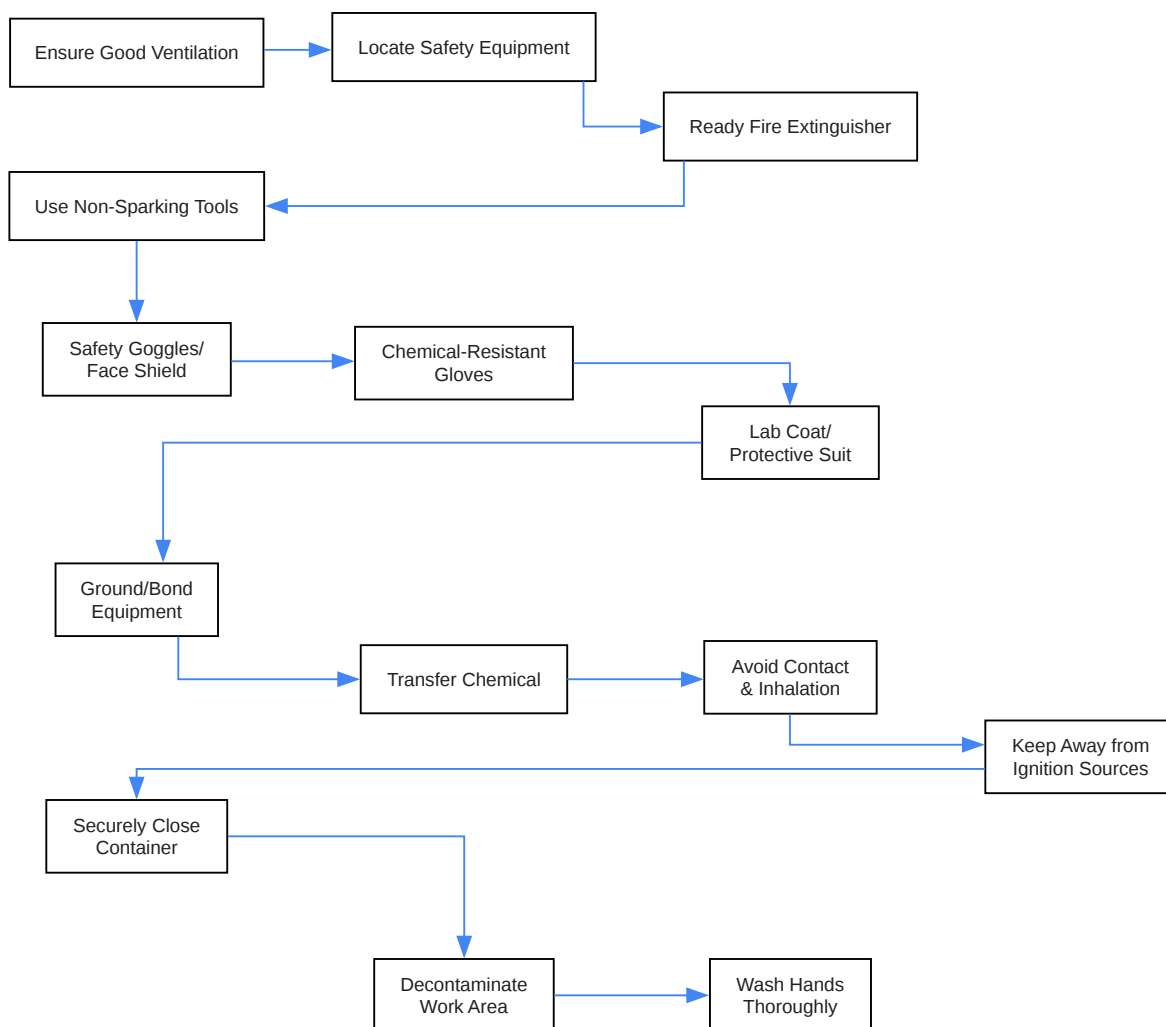 Ensure Good Ventilation
Locate Safety Equipment
Ready Fire Extinguisher
Use Non-Sparking Tools
Safety Goggles/
Face Shield
Chemical-Resistant
Gloves
Lab Coat/
Protective Suit
Ground/Bond
Equipment
Transfer Chemical
Avoid Contact
& Inhalation
Keep Away from
Ignition Sources
Securely Close
Container
Decontaminate
Work Area
Wash Hands
Thoroughly